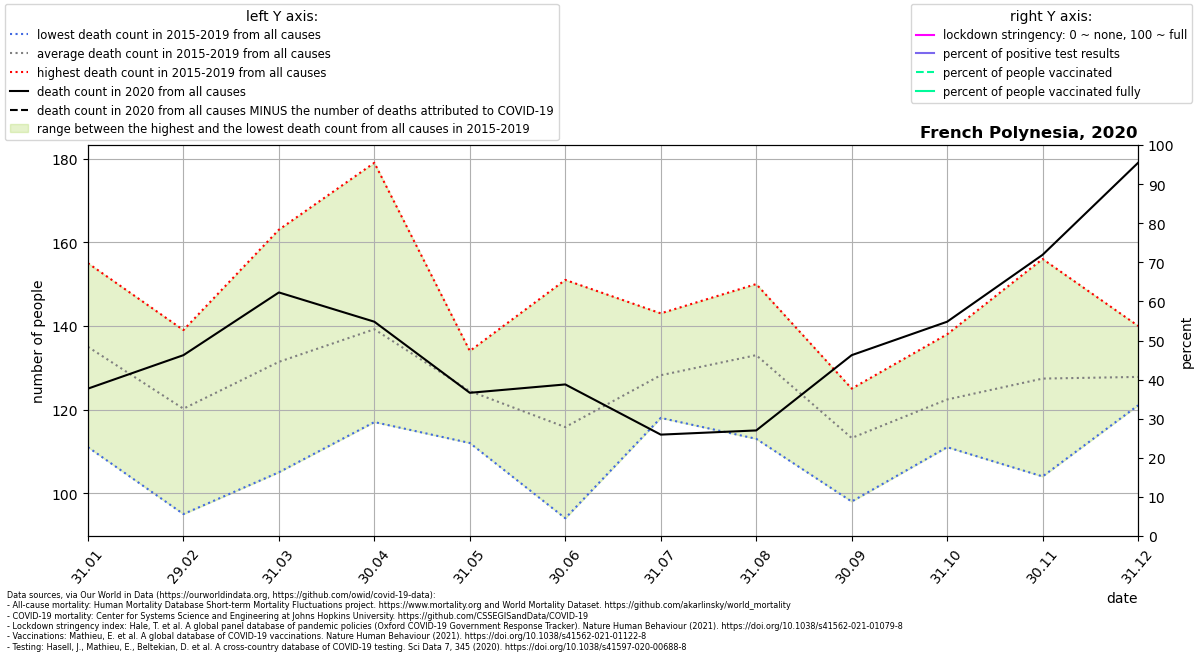 left Y axis:
lowest death count in 2015-2019 from all causes
average death count in 2015-2019 from all causes
highest death count in 2015-2019 from all causes
death count in 2020 from all causes
death count in 2020 from all causes MINUS the number of deaths attributed to COVID-19
range between the highest and the lowest death count from all causes in 2015-2019
right Y axis:
lockdown stringency: 0 ~ none, 100 ~ full
percent of positive test results
percent of people vaccinated
percent of people vaccinated fully
French Polynesia, 2020
180
160
140
120
100
number of people
100
90
80
70
60
50
40
30
20
10
0
percent
31.01
29.02
31.03
30.04
31.05
30.06
31.07
31.08
30.09
31.10
30.11
31.12
date
Data sources, via Our World in Data (https://ourworldindata.org, https://github.com/owid/covid-19-data):
- All-cause mortality: Human Mortality Database Short-term Mortality Fluctuations project. https://www.mortality.org and World Mortality Dataset. https://github.com/akarlinsky/world_mortality
- COVID-19 mortality: Center for Systems Science and Engineering at Johns Hopkins University. https://github.com/CSSEGISandData/COVID-19
- Lockdown stringency index: Hale, T. et al. A global panel database of pandemic policies (Oxford COVID-19 Government Response Tracker). Nature Human Behaviour (2021). https://doi.org/10.1038/s41562-021-01079-8
- Vaccinations: Mathieu, E. et al. A global database of COVID-19 vaccinations. Nature Human Behaviour (2021). https://doi.org/10.1038/s41562-021-01122-8
- Testing: Hasell, J., Mathieu, E., Beltekian, D. et al. A cross-country database of COVID-19 testing. Sci Data 7, 345 (2020). https://doi.org/10.1038/s41597-020-00688-8